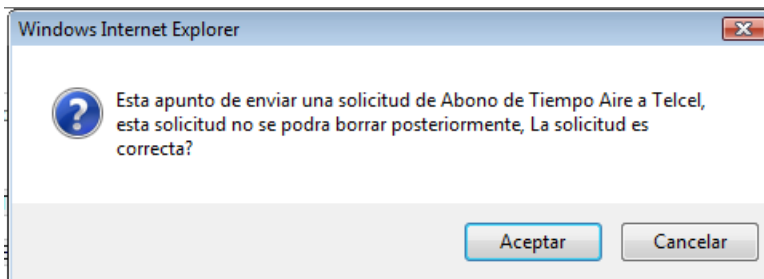 Windows Internet Explorer
Esta apunto de enviar una solicitud de Abono de Tiempo Aire a Telcel,
esta solicitud no se podra borrar posteriormente, La solicitud es
correcta?
Aceptar
Cancelar